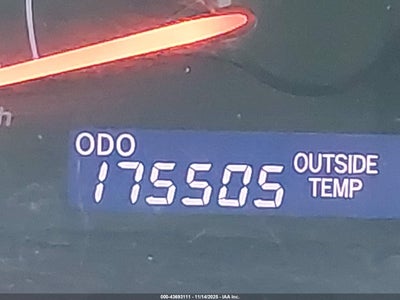 h
ODO
175505
OUTSIDE
TEMP
000-43693111 - 11/14/2025 - IAA Inc.